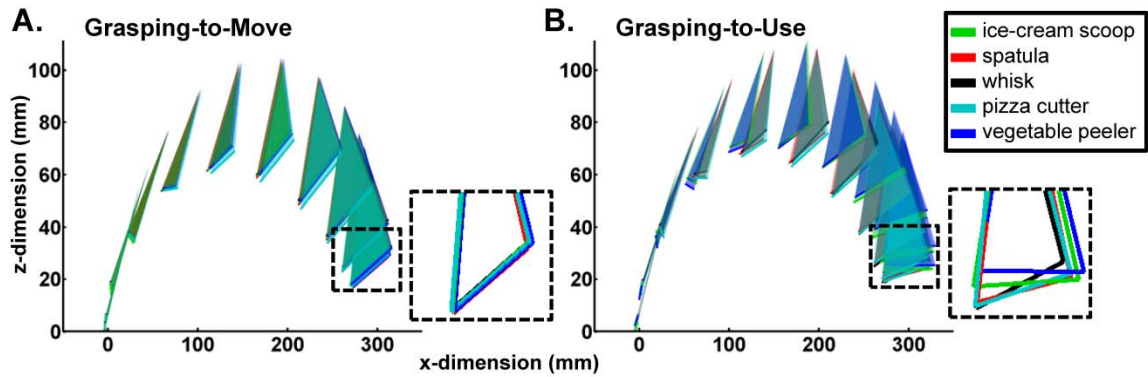 A. Grasping-to-Move
B. Grasping-to-Use
ice-cream scoop
spatula
whisk
pizza cutter
vegetable peeler
z-dimension (mm)
100
80
60
40
20
0
0 100 200 300
100
80
60
40
20
0
0 100 200 300
x-dimension (mm)